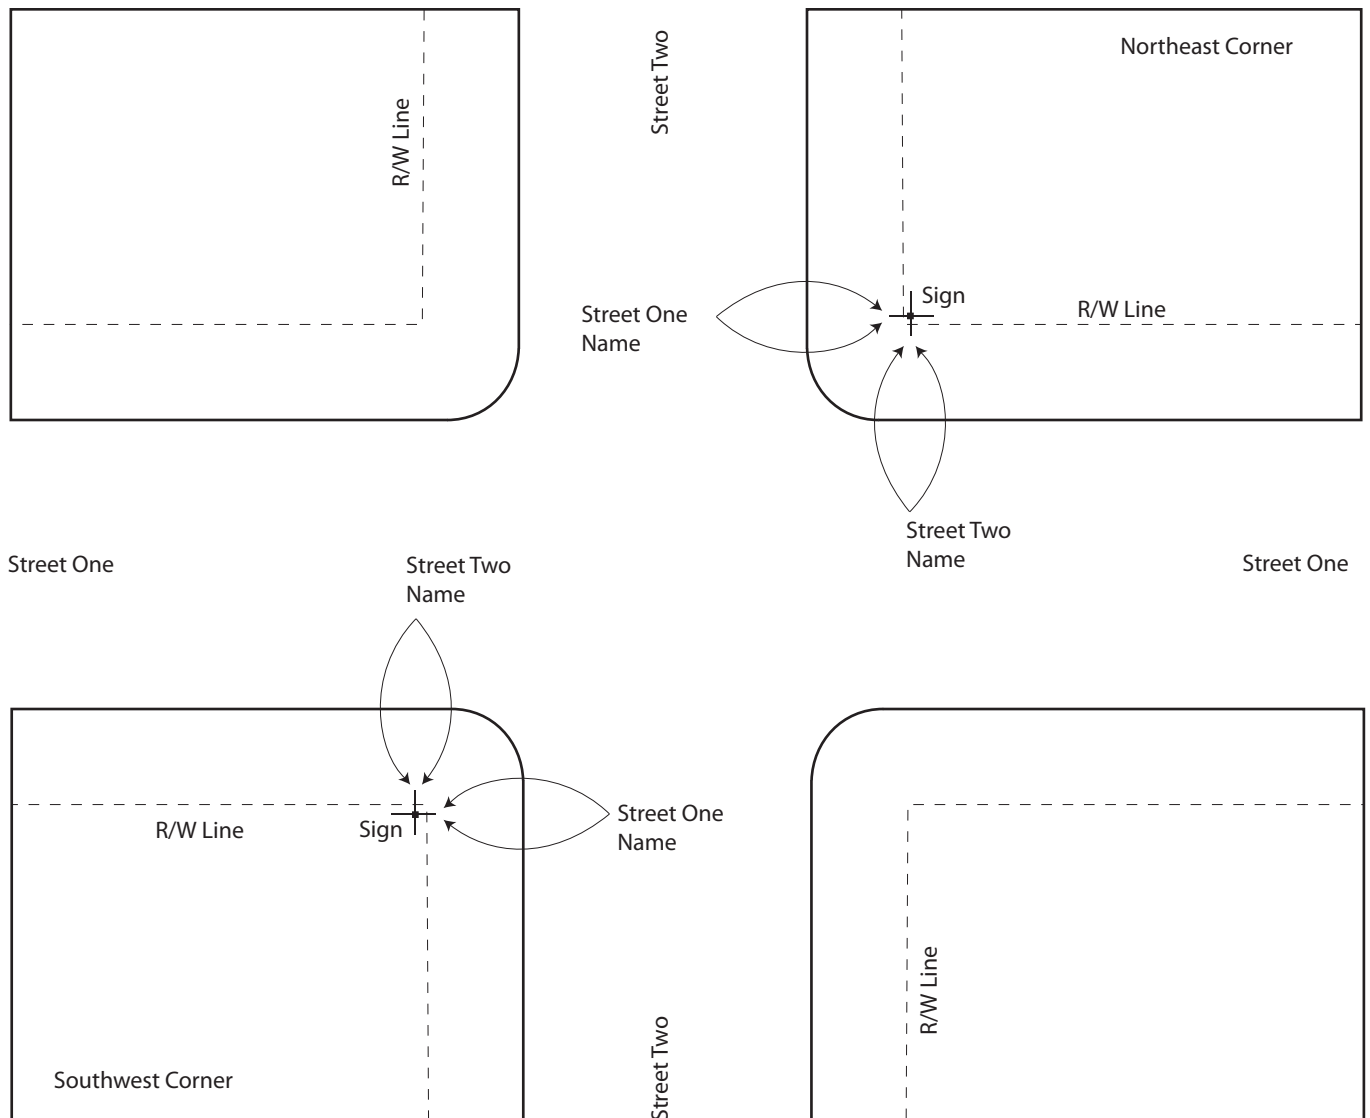 Street Two
Northeast Corner
R/W Line
Sign
Street One
Name
R/W Line
Street Two
Name
Street One
Street Two
Name
Street One
R/W Line
Sign
Street One
Name
R/W Line
Street Two
Southwest Corner